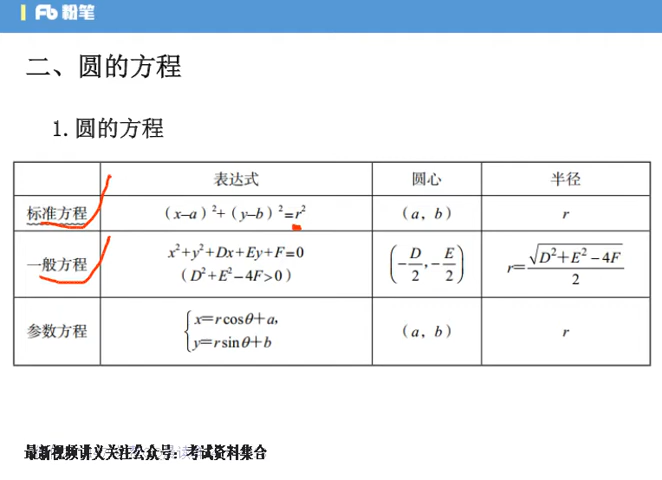 粉笔
二、圆的方程
1.圆的方程
表达式 圆心 半径
标准方程 (x–a)²+(y–b)²=r² (a, b) r
一般方程 x²+y²+Dx+Ey+F=0 (D²+E²–4F>0) (–D/2, –E/2) r=√(D²+E²–4F)/2
参数方程 {x=rcosθ+a, y=rsinθ+b (a, b) r
最新视频讲义关注公众号：考试资料集合